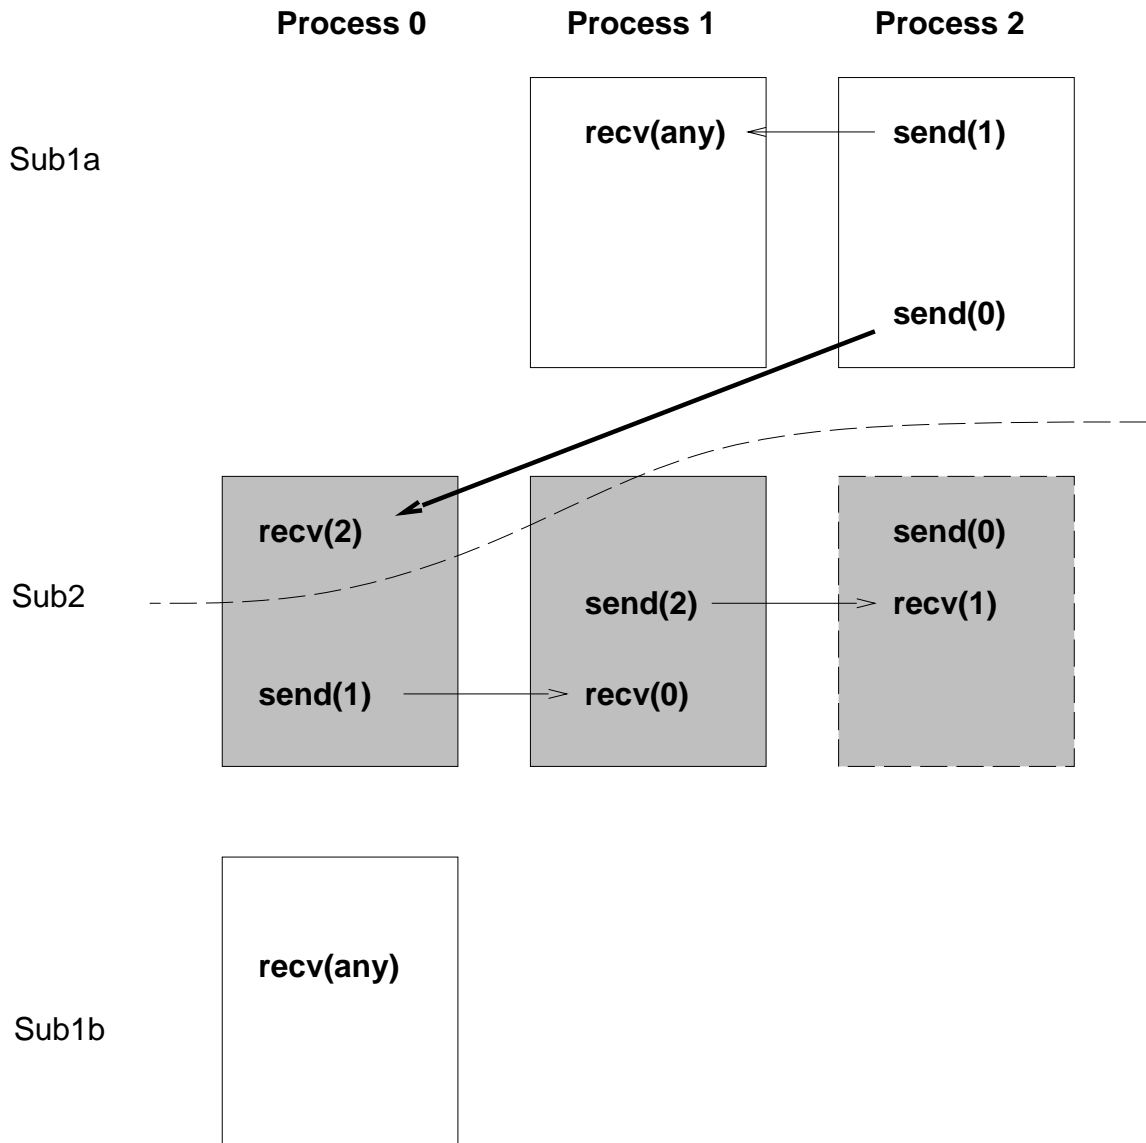 Process 0 Process 1 Process 2
recv(any) send(1)
Sub1a
send(0)
recv(2) send(0)
Sub2 send(2) recv(1)
send(1) recv(0)
recv(any)
Sub1b